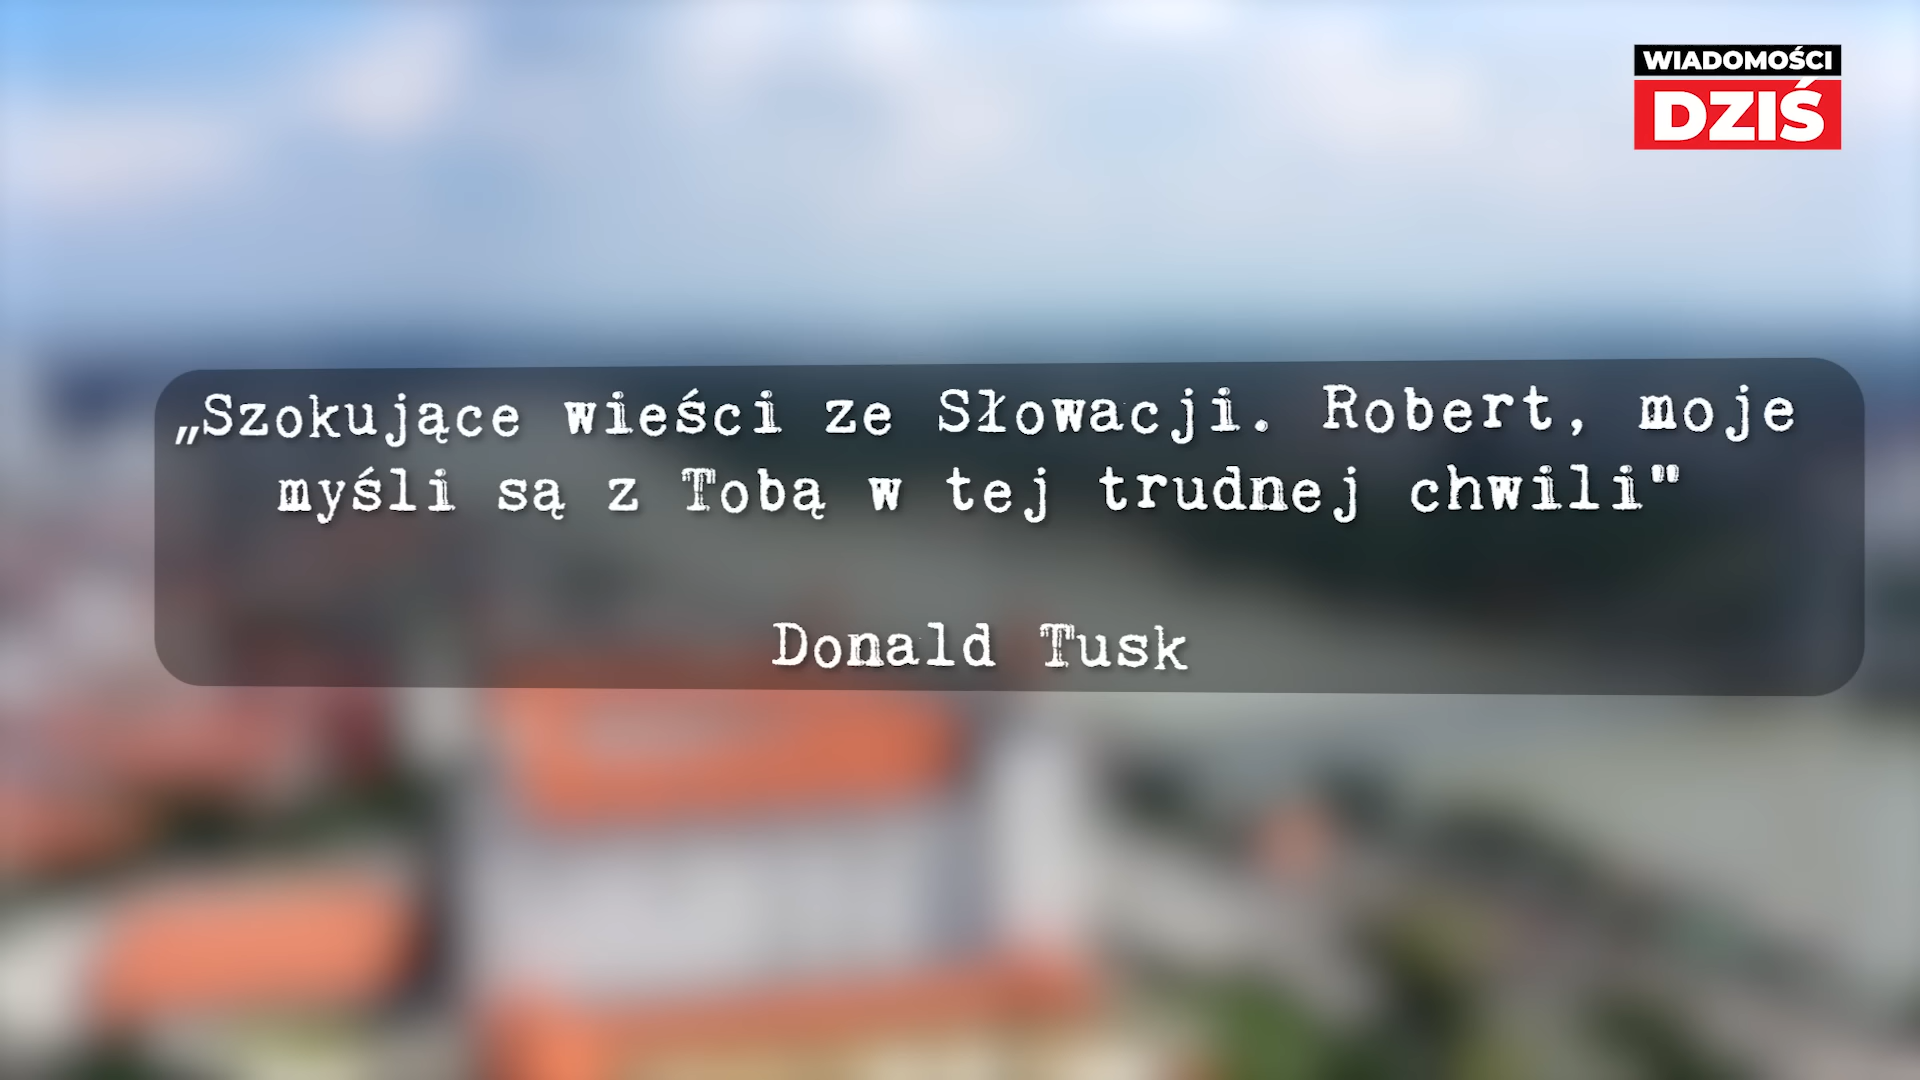 WIADOMOŚCI
DZIŚ
„Szokujące wieści ze Słowacji. Robert, moje
myśli są z Tobą w tej trudnej chwili"
Donald Tusk